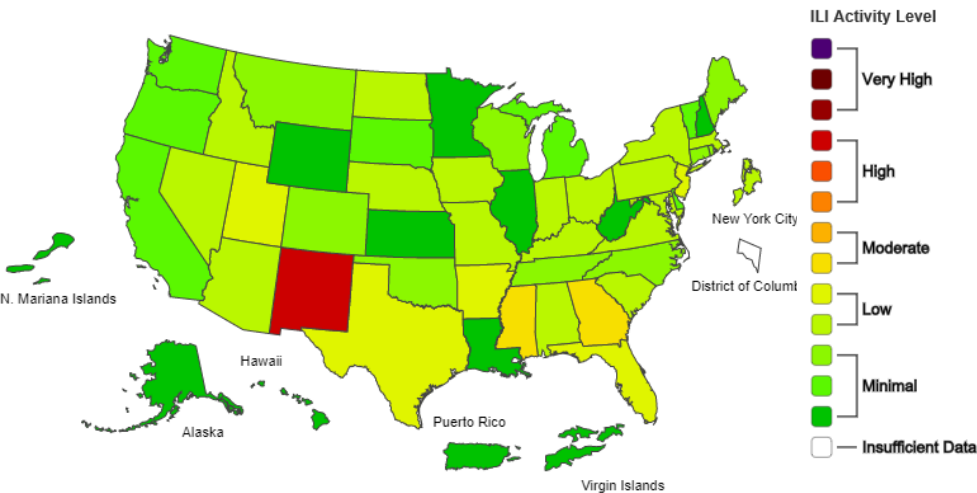 ILI Activity Level
Very High
High
Moderate
Low
Minimal
Insufficient Data
New York City
District of Columb
N. Mariana Islands
Hawaii
Alaska
Puerto Rico
Virgin Islands